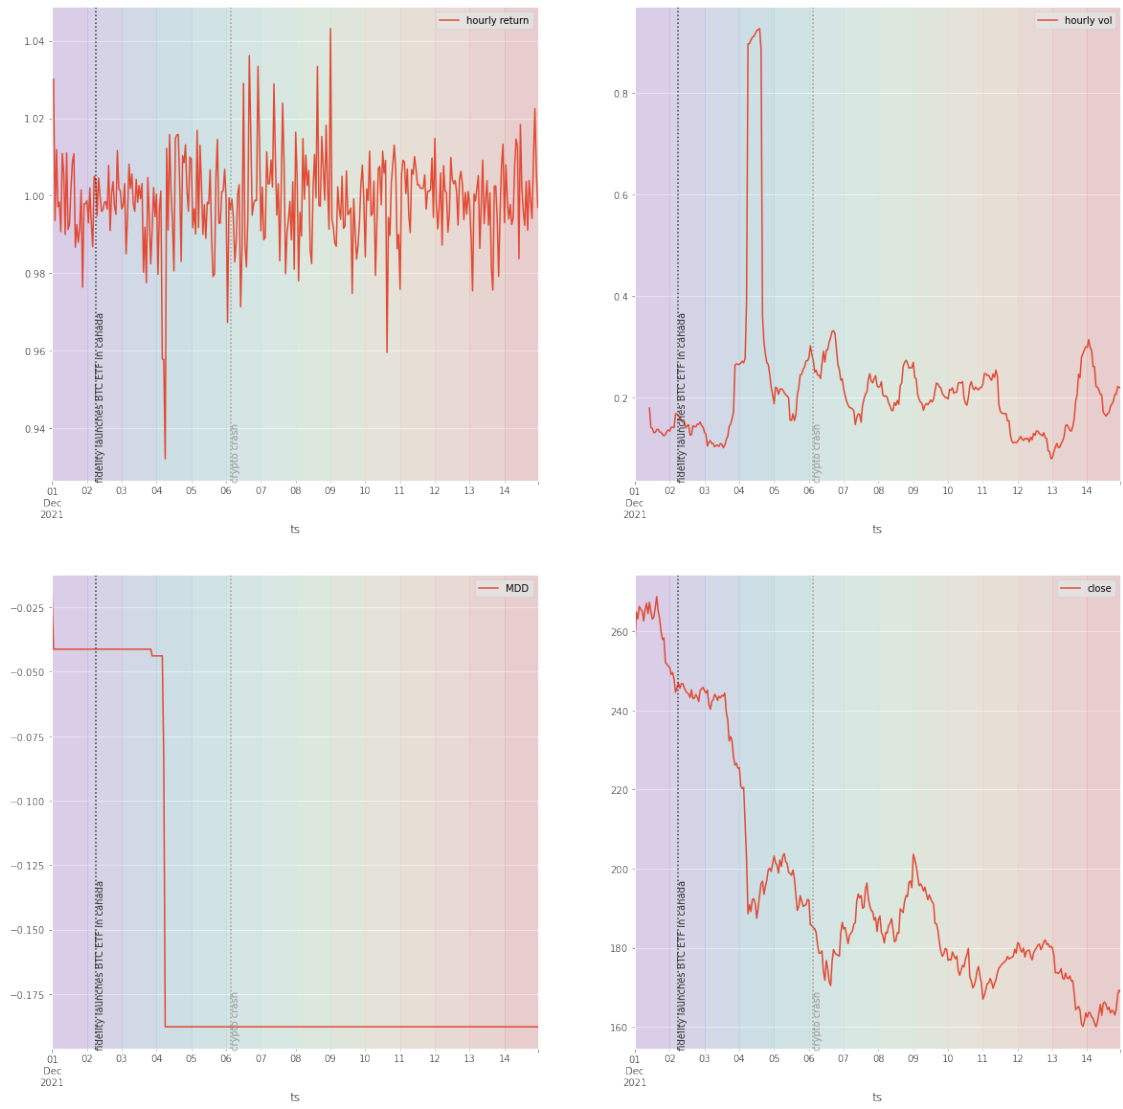 hourly return
1.04
1.02
1.00
0.98
0.96
0.94
fidelity launches BTC ETF in canada
crypto crash
01 02 03 04 05 06 07 08 09 10 11 12 13 14
Dec
2021
ts
hourly vol
0.8
0.6
0.4
0.2
fidelity launches BTC ETF in canada
crypto crash
01 02 03 04 05 06 07 08 09 10 11 12 13 14
Dec
2021
ts
MDD
−0.025
−0.050
−0.075
−0.100
−0.125
−0.150
−0.175
fidelity launches BTC ETF in canada
crypto crash
01 02 03 04 05 06 07 08 09 10 11 12 13 14
Dec
2021
ts
close
260
240
220
200
180
160
fidelity launches BTC ETF in canada
crypto crash
01 02 03 04 05 06 07 08 09 10 11 12 13 14
Dec
2021
ts